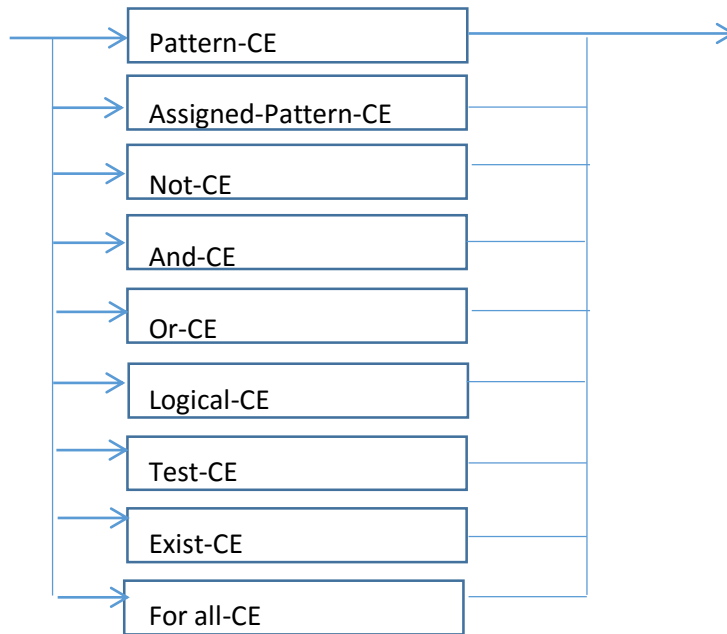 Pattern-CE
Assigned-Pattern-CE
Not-CE
And-CE
Or-CE
Logical-CE
Test-CE
Exist-CE
For all-CE